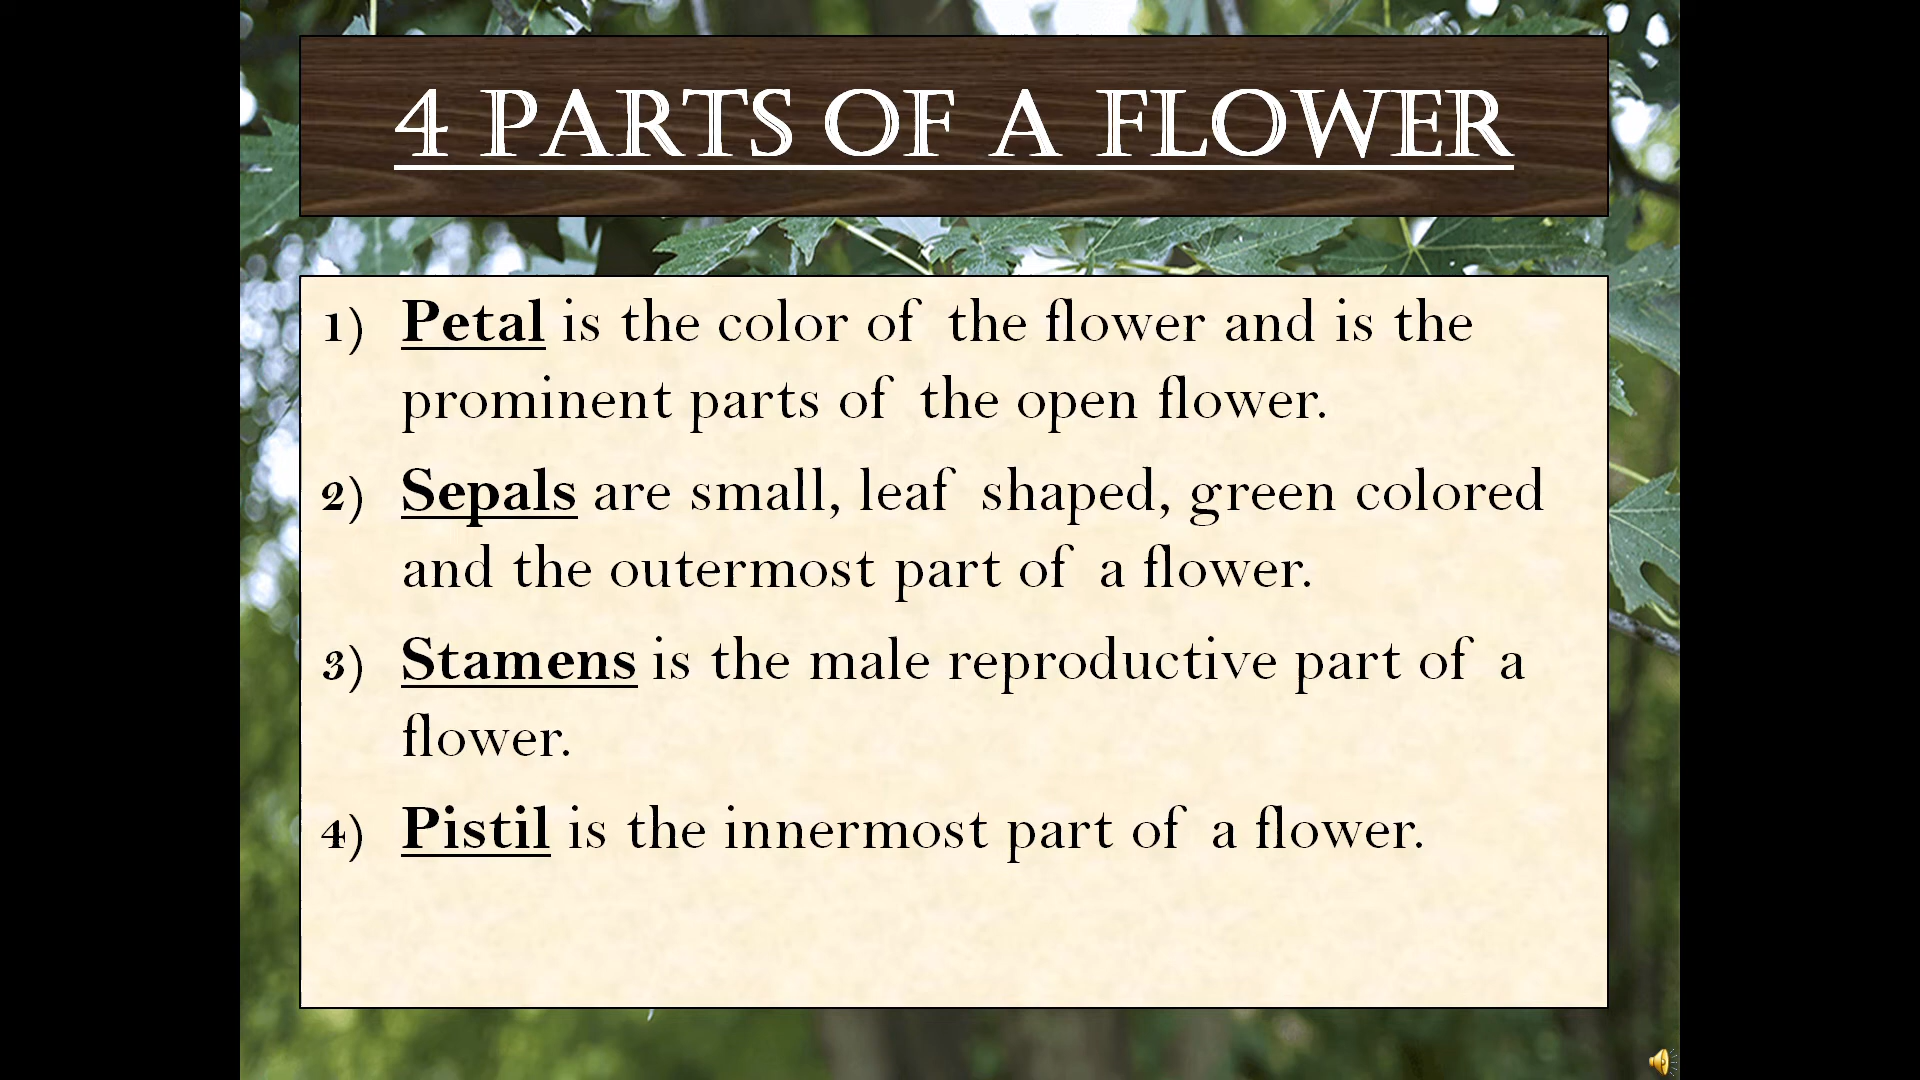 4 PARTS OF A FLOWER
1) Petal is the color of the flower and is the
prominent parts of the open flower.
2) Sepals are small, leaf shaped, green colored
and the outermost part of a flower.
3) Stamens is the male reproductive part of a
flower.
4) Pistil is the innermost part of a flower.